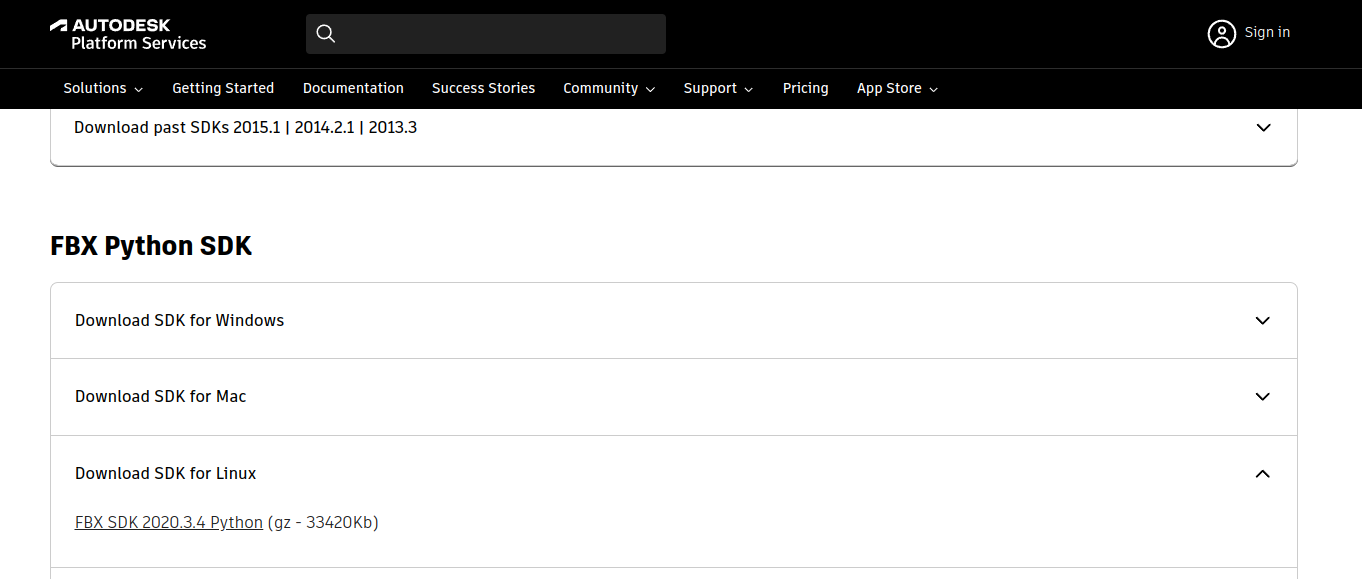 AUTODESK
Platform Services
Sign in
Solutions Getting Started Documentation Success Stories Community Support Pricing App Store
Download past SDKs 2015.1 | 2014.2.1 | 2013.3
FBX Python SDK
Download SDK for Windows
Download SDK for Mac
Download SDK for Linux
FBX SDK 2020.3.4 Python (gz - 33420Kb)